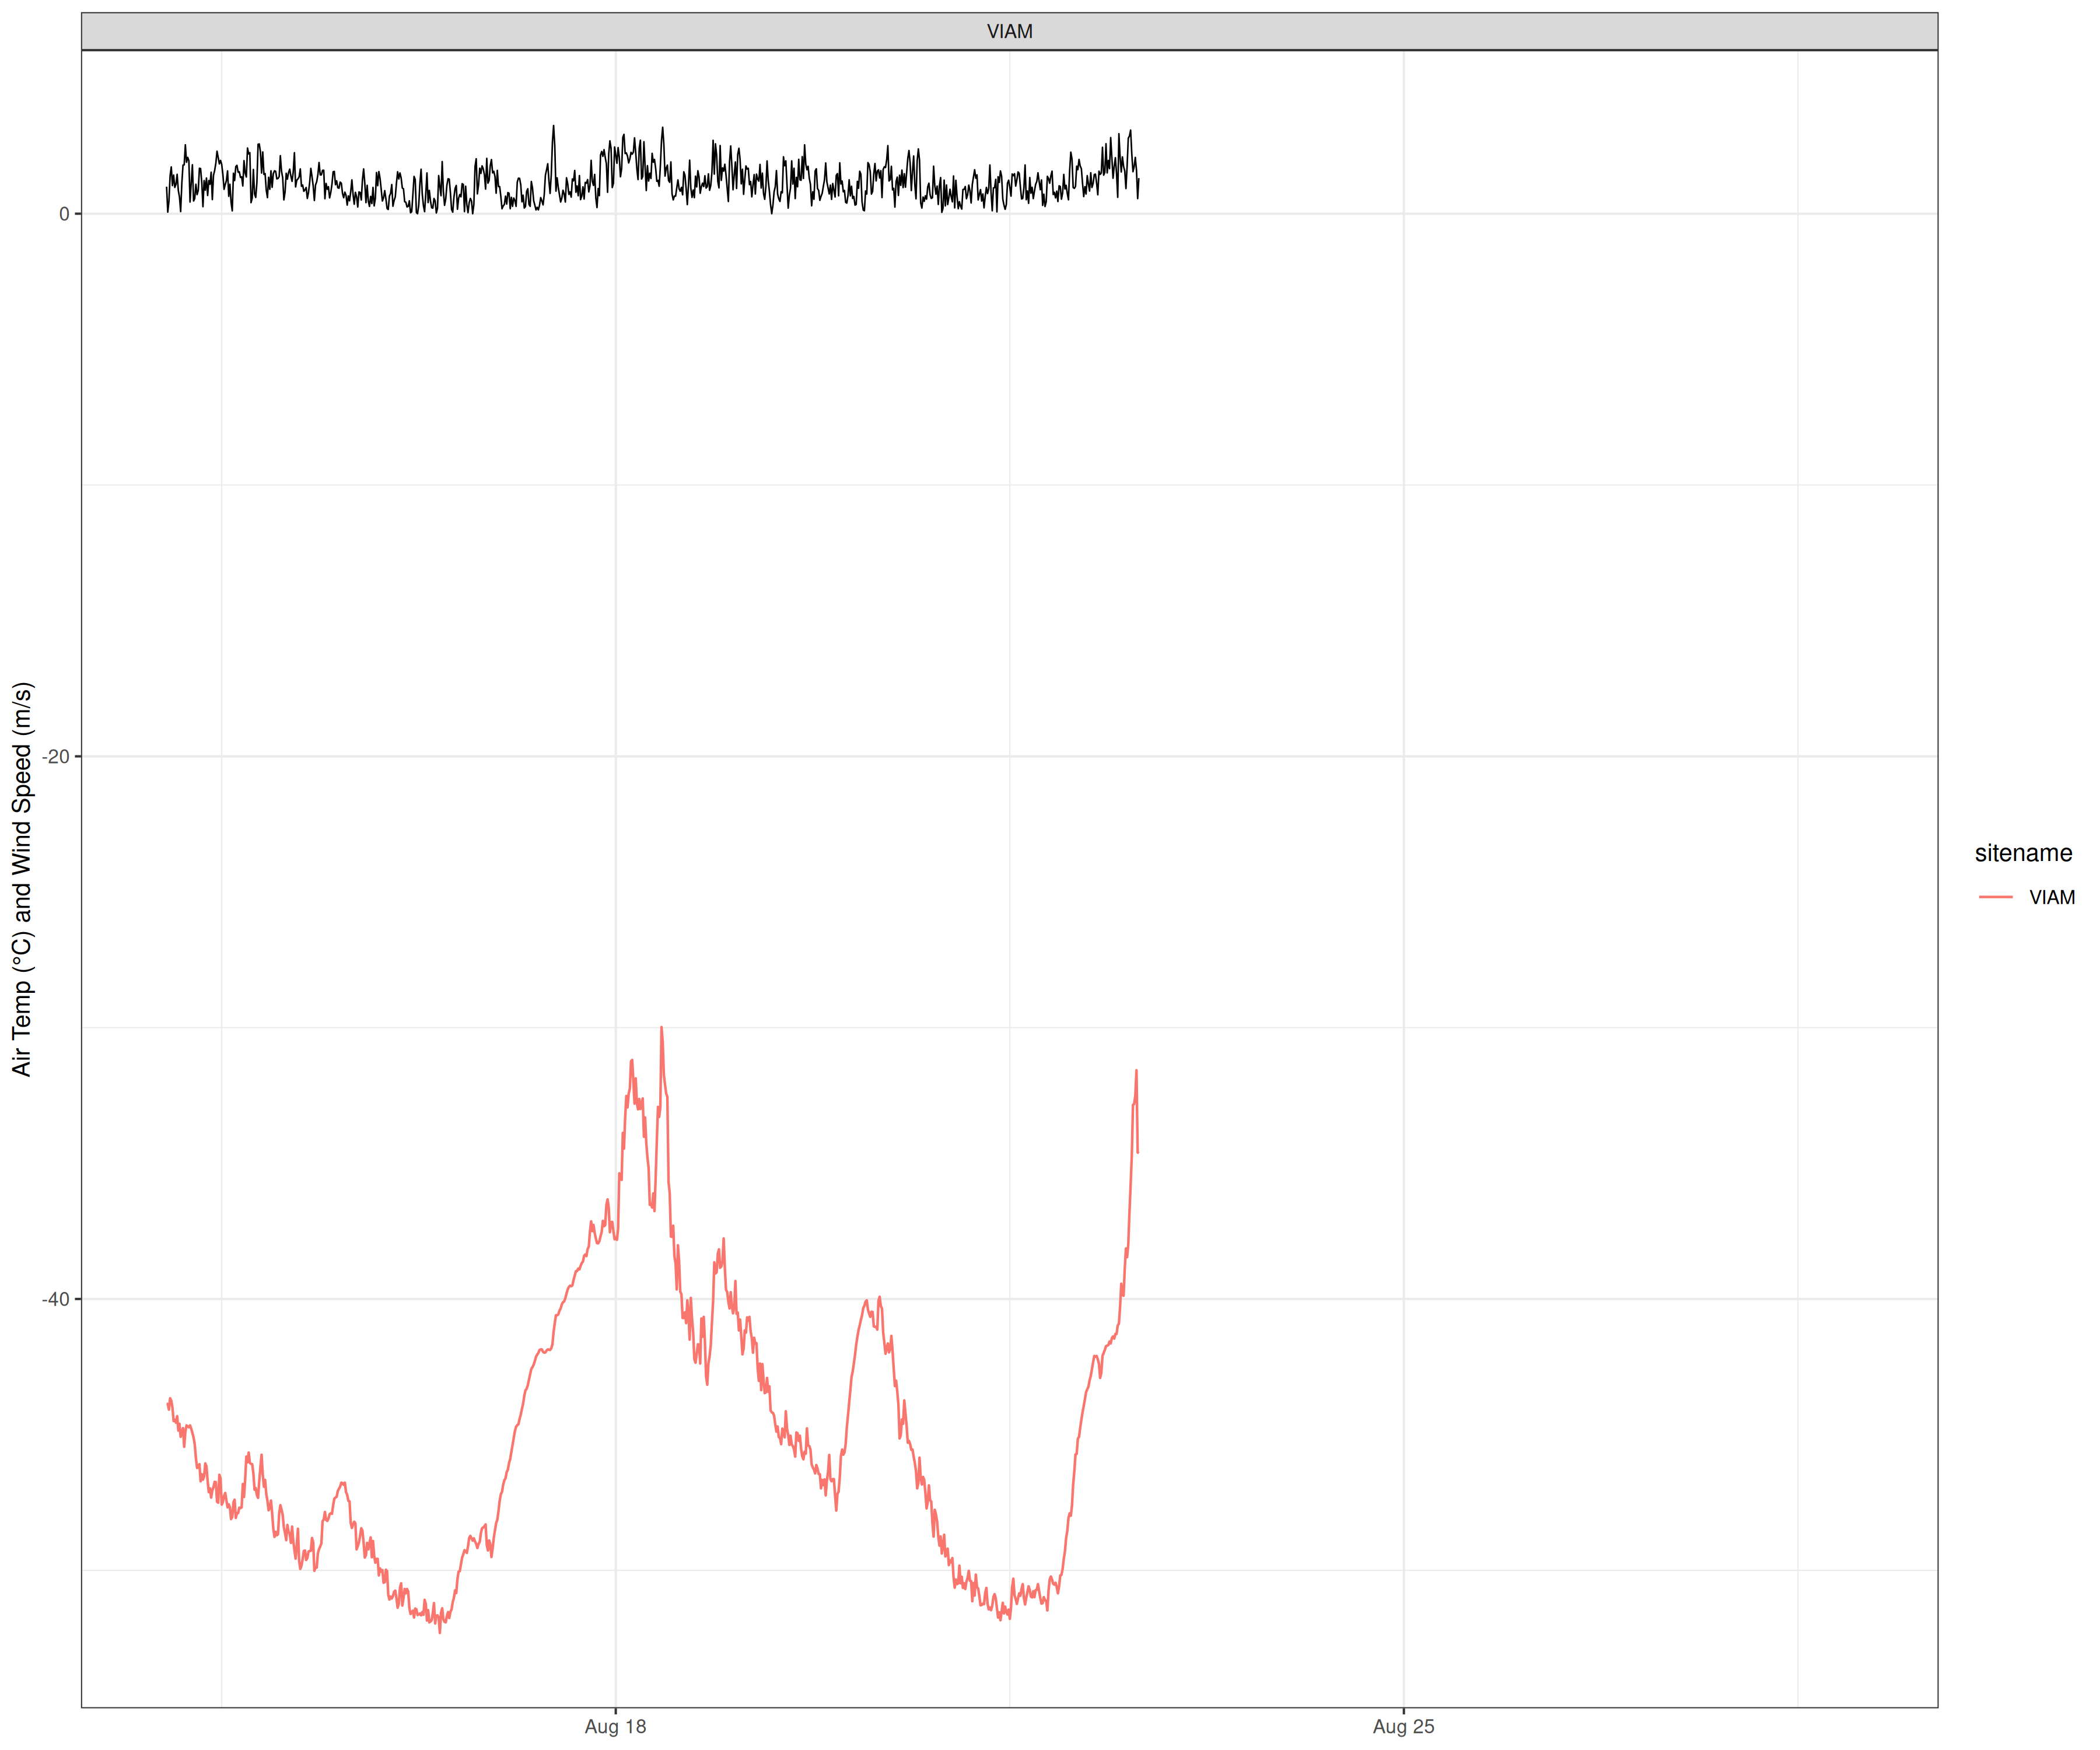 VIAM
0
-20
-40
Air Temp (°C) and Wind Speed (m/s)
Aug 18
Aug 25
sitename
VIAM